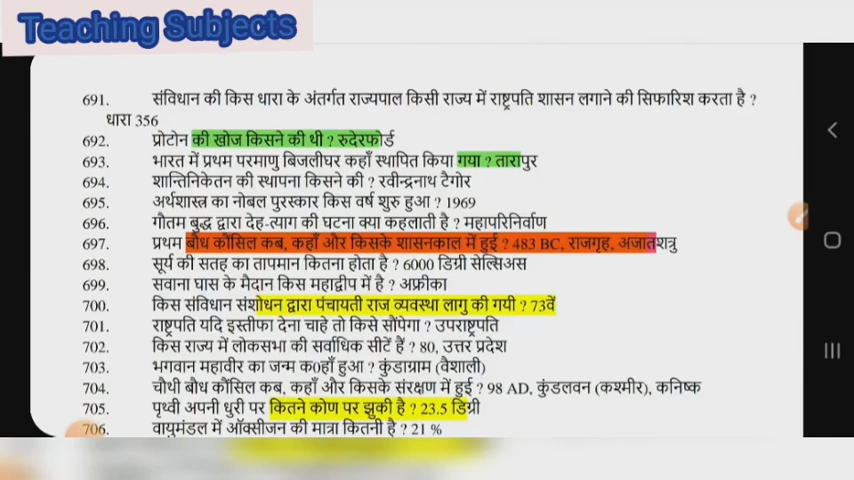 Teaching Subjects
691. संविधान की किस धारा के अंतर्गत राज्यपाल किसी राज्य में राष्ट्रपति शासन लगाने की सिफारिश करता है ?
धारा 356
692. प्रोटोन की खोज किसने की थी ? रुदेरफोर्ड
693. भारत में प्रथम परमाणु बिजलीघर कहाँ स्थापित किया गया ? तारापुर
694. शान्तिनिकेतन की स्थापना किसने की ? रवीन्द्रनाथ टैगोर
695. अर्थशास्त्र का नोबल पुरस्कार किस वर्ष शुरु हुआ ? 1969
696. गौतम बुद्ध द्वारा देह-त्याग की घटना क्या कहलाती है ? महापरिनिर्वाण
697. प्रथम बौध कौंसिल कब, कहाँ और किसके शासनकाल में हुई ? 483 BC, राजगृह, अजातशत्रु
698. सूर्य की सतह का तापमान कितना होता है ? 6000 डिग्री सेल्सिअस
699. सवाना घास के मैदान किस महाद्वीप में है ? अफ्रीका
700. किस संविधान संशोधन द्वारा पंचायती राज व्यवस्था लागु की गयी ? 73वें
701. राष्ट्रपति यदि इस्तीफा देना चाहे तो किसे सौंपेगा ? उपराष्ट्रपति
702. किस राज्य में लोकसभा की सर्वाधिक सीटें हैं ? 80, उत्तर प्रदेश
703. भगवान महावीर का जन्म क0हाँ हुआ ? कुंडाग्राम (वैशाली)
704. चौथी बौध कौंसिल कब, कहाँ और किसके संरक्षण में हुई ? 98 AD, कुंडलवन (कश्मीर), कनिष्क
705. पृथ्वी अपनी धुरी पर कितने कोण पर झुकी है ? 23.5 डिग्री
706. वायुमंडल में ऑक्सीजन की मात्रा कितनी है ? 21 %